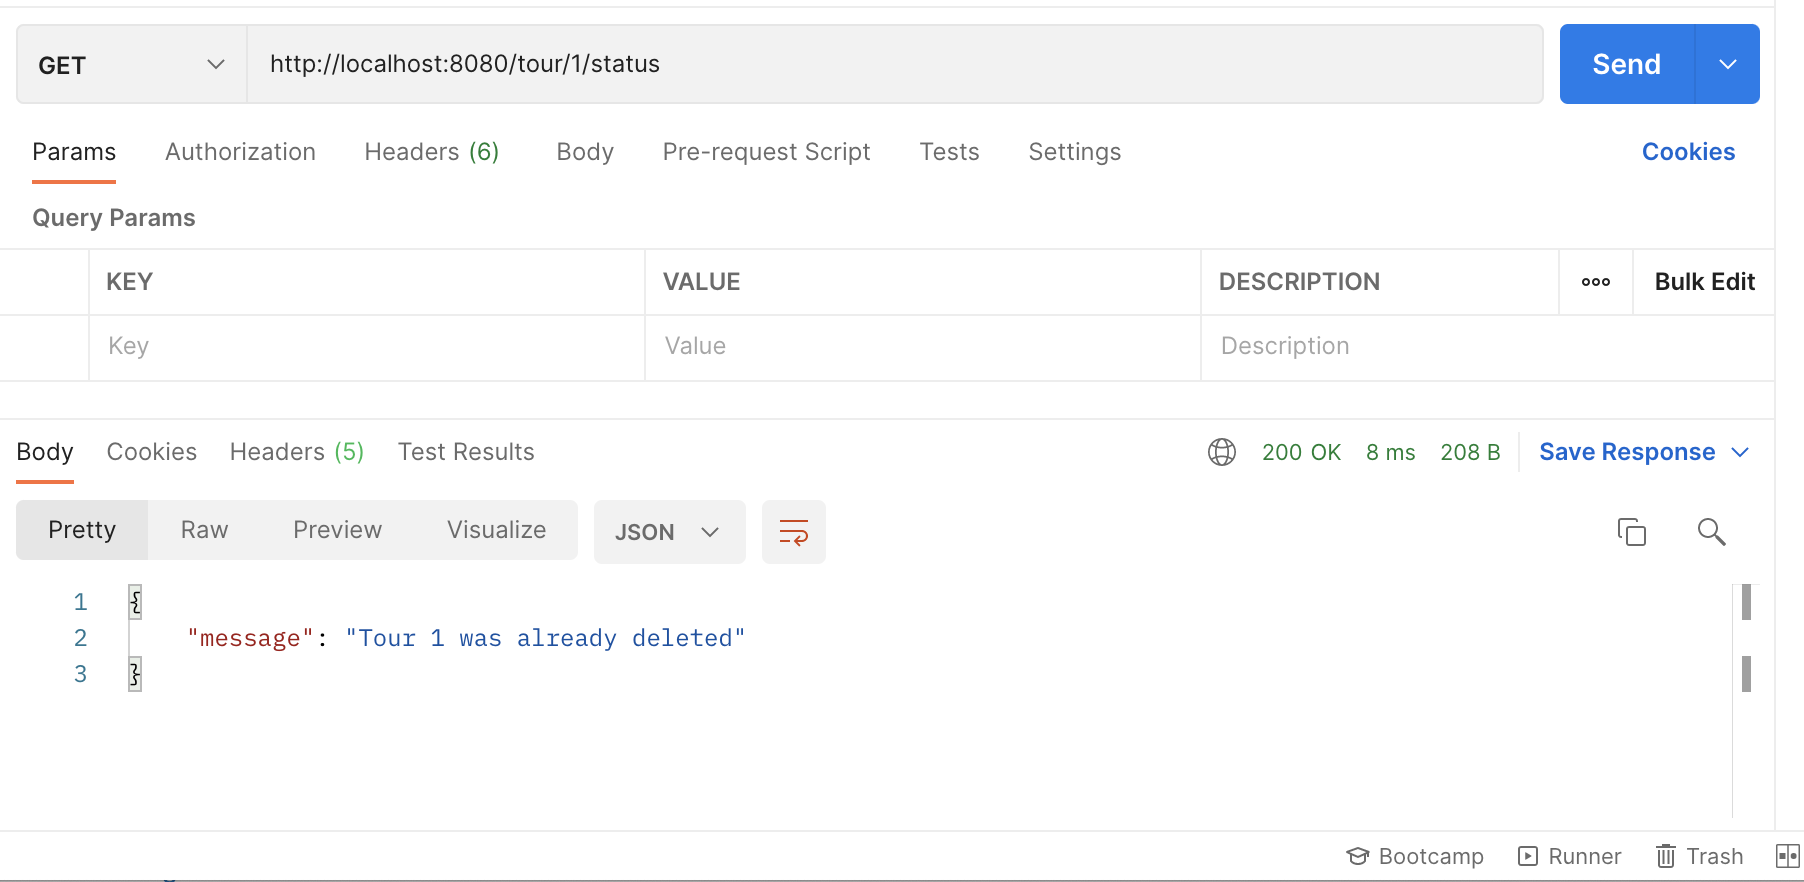 GET http://localhost:8080/tour/1/status Send
Params Authorization Headers (6) Body Pre-request Script Tests Settings Cookies
Query Params
KEY VALUE DESCRIPTION ooo Bulk Edit
Key Value Description
Body Cookies Headers (5) Test Results 200 OK 8 ms 208 B Save Response
Pretty Raw Preview Visualize JSON
1 {
2 "message": "Tour 1 was already deleted"
3 }
Bootcamp Runner Trash